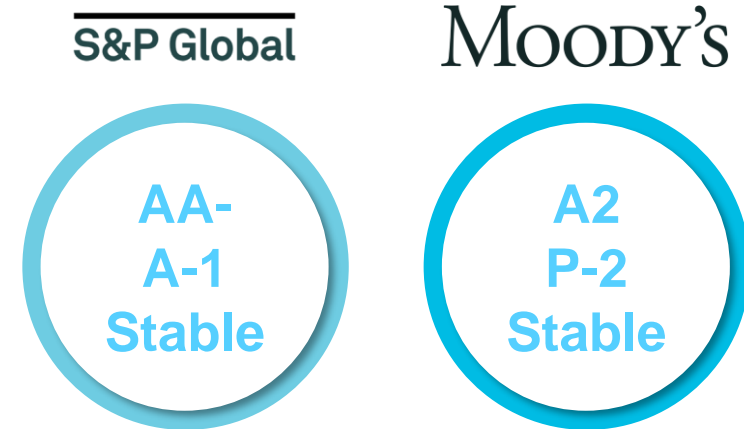 S&P Global
MOODY'S
AA-
A-1
Stable
A2
P-2
Stable